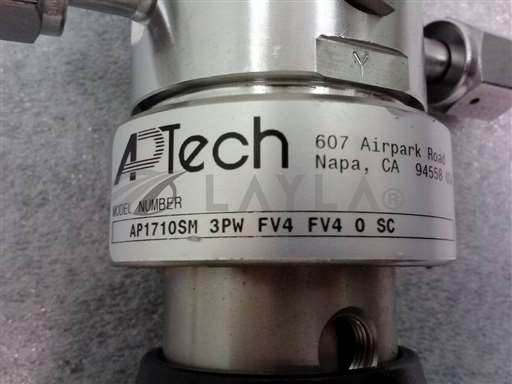 Y
APTech
607 Airpark Road
Napa, CA 94558
LAYLA®
MODEL NUMBER
AP1710SM 3PW FV4 FV4 0 SC